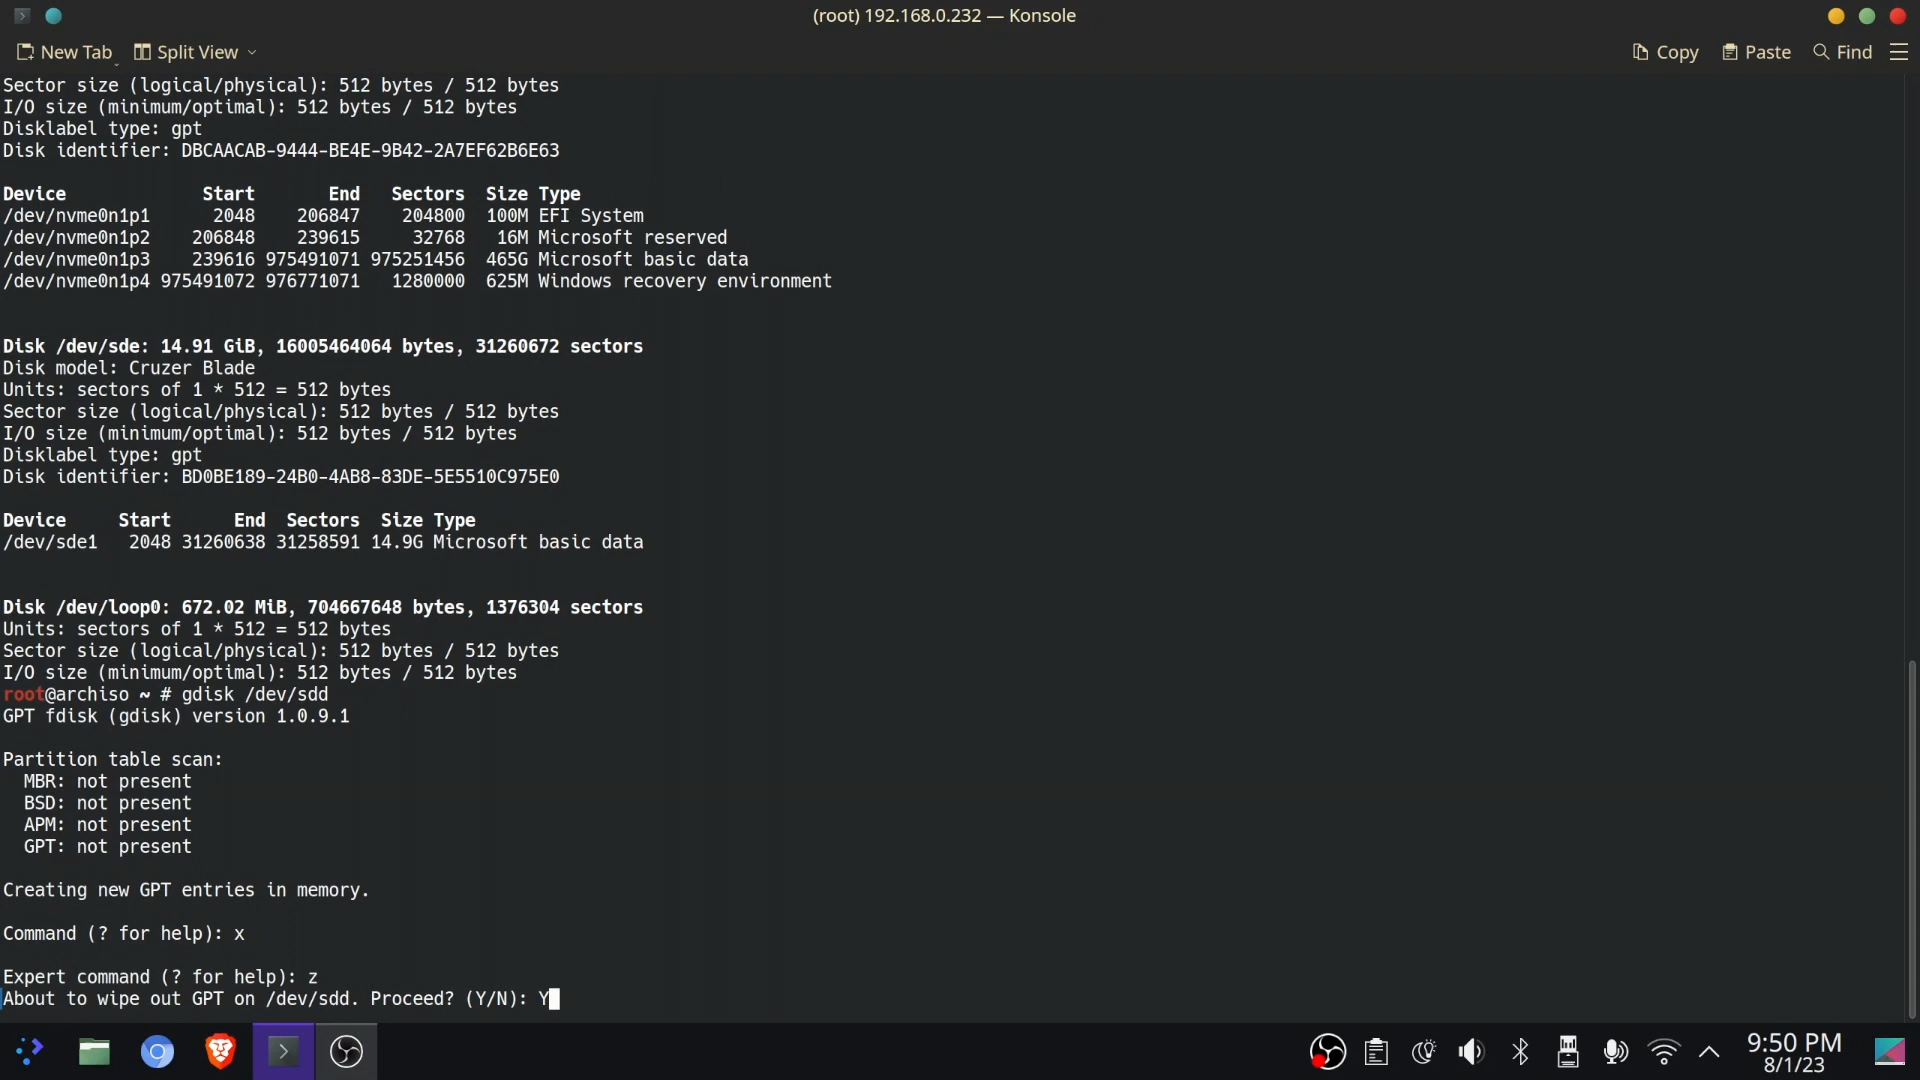 (root) 192.168.0.232 — Konsole
New Tab Split View Copy Paste Find
Sector size (logical/physical): 512 bytes / 512 bytes
I/O size (minimum/optimal): 512 bytes / 512 bytes
Disklabel type: gpt
Disk identifier: DBCAACAB-9444-BE4E-9B42-2A7EF62B6E63
Device Start End Sectors Size Type
/dev/nvme0n1p1 2048 206847 204800 100M EFI System
/dev/nvme0n1p2 206848 239615 32768 16M Microsoft reserved
/dev/nvme0n1p3 239616 975491071 975251456 465G Microsoft basic data
/dev/nvme0n1p4 975491072 976771071 1280000 625M Windows recovery environment
Disk /dev/sde: 14.91 GiB, 16005464064 bytes, 31260672 sectors
Disk model: Cruzer Blade
Units: sectors of 1 * 512 = 512 bytes
Sector size (logical/physical): 512 bytes / 512 bytes
I/O size (minimum/optimal): 512 bytes / 512 bytes
Disklabel type: gpt
Disk identifier: BD0BE189-24B0-4AB8-83DE-5E5510C975E0
Device Start End Sectors Size Type
/dev/sde1 2048 31260638 31258591 14.9G Microsoft basic data
Disk /dev/loop0: 672.02 MiB, 704667648 bytes, 1376304 sectors
Units: sectors of 1 * 512 = 512 bytes
Sector size (logical/physical): 512 bytes / 512 bytes
I/O size (minimum/optimal): 512 bytes / 512 bytes
root@archiso ~ # gdisk /dev/sdd
GPT fdisk (gdisk) version 1.0.9.1
Partition table scan:
MBR: not present
BSD: not present
APM: not present
GPT: not present
Creating new GPT entries in memory.
Command (? for help): x
Expert command (? for help): z
About to wipe out GPT on /dev/sdd. Proceed? (Y/N): Y
9:50 PM
8/1/23